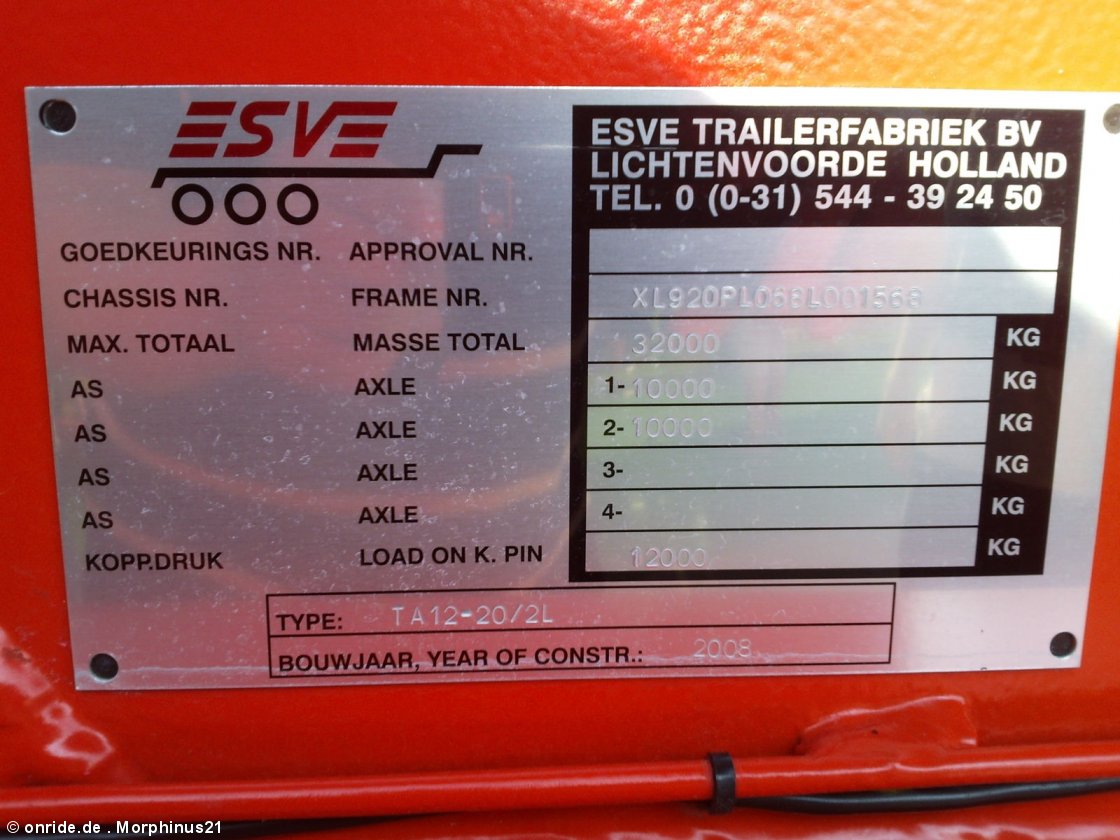 ESVE
ESVE TRAILERFABRIEK BV
LICHTENVOORDE HOLLAND
TEL. 0 (0-31) 544 - 39 24 50
GOEDKEURINGS NR. APPROVAL NR.
CHASSIS NR. FRAME NR. XL920PL068L001568
MAX. TOTAAL MASSE TOTAL 32000 KG
AS AXLE 1- 10000 KG
AS AXLE 2- 10000 KG
AS AXLE 3- KG
AS AXLE 4- KG
KOPP.DRUK LOAD ON K. PIN 12000 KG
TYPE: TA12-20/2L
BOUWJAAR, YEAR OF CONSTR.: 2008
© onride.de . Morphinus21